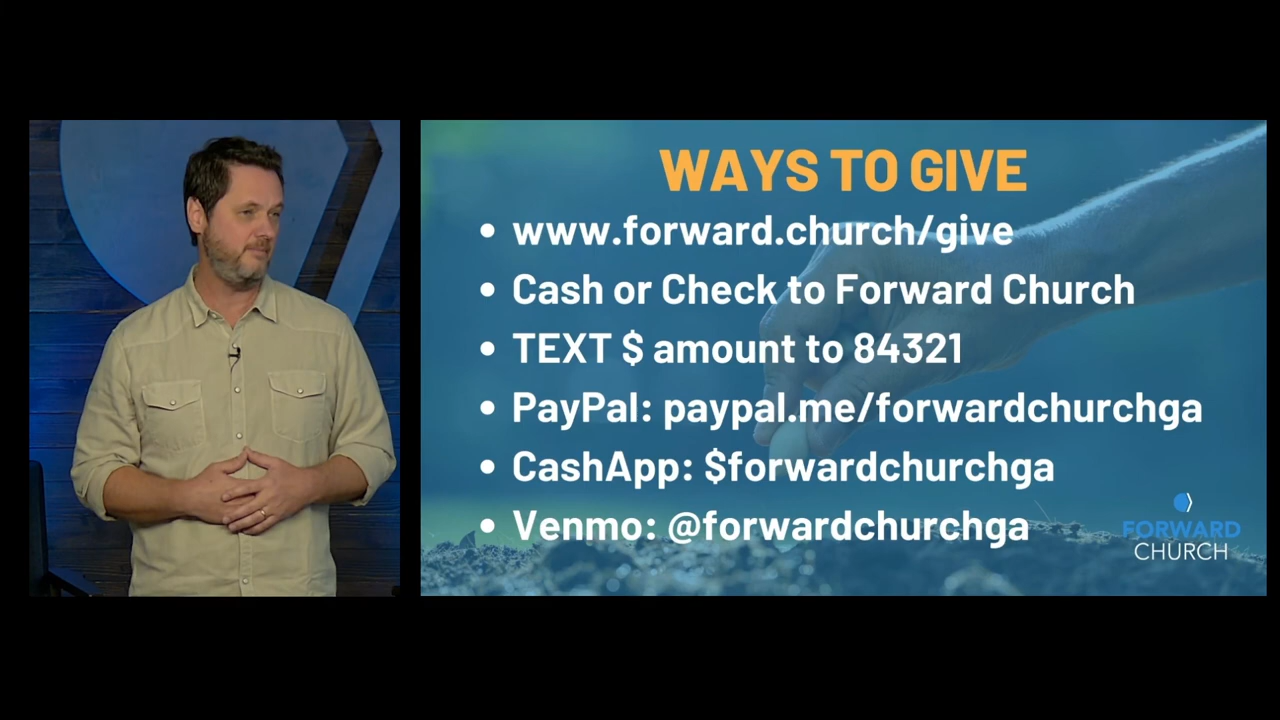 WAYS TO GIVE
• www.forward.church/give
• Cash or Check to Forward Church
• TEXT $ amount to 84321
• PayPal: paypal.me/forwardchurchga
• CashApp: $forwardchurchga
• Venmo: @forwardchurchga
FORWARD
CHURCH